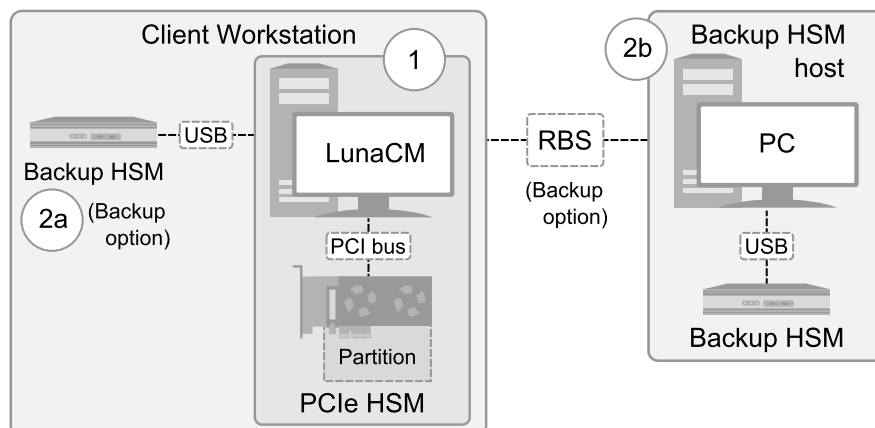 Client Workstation
1
USB
Backup HSM
2a
(Backup
option)
LunaCM
PCI bus
Partition
PCIe HSM
RBS
(Backup
option)
2b
Backup HSM
host
PC
USB
Backup HSM